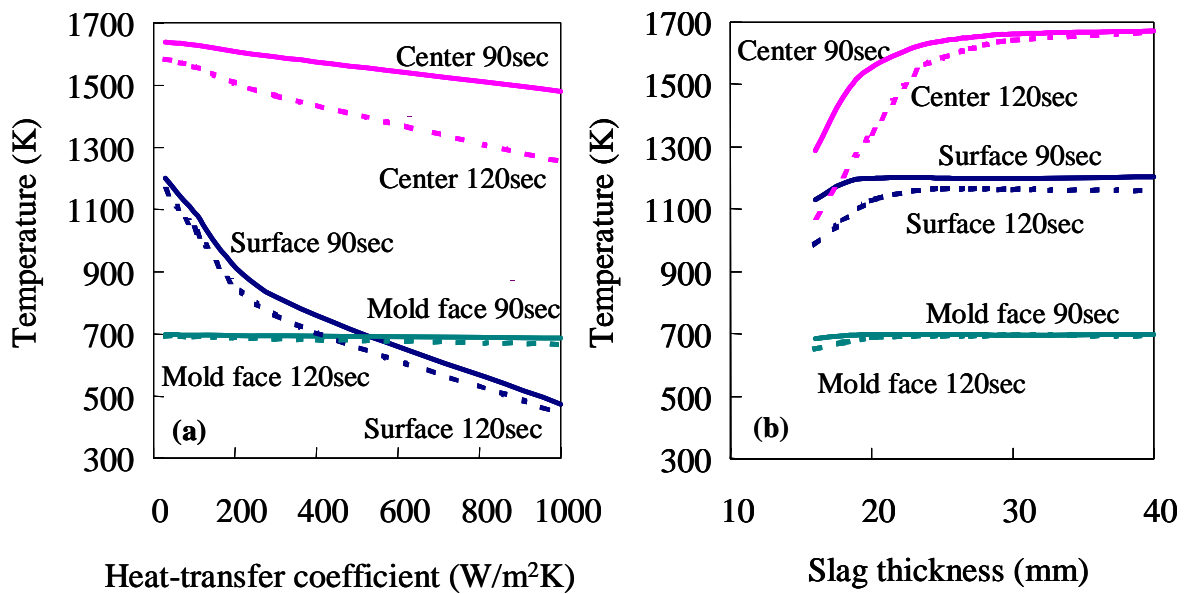 Temperature (K)
1700
1500
1300
1100
900
700
500
300
Center 90sec
Center 120sec
Surface 90sec
Mold face 90sec
Mold face 120sec
Surface 120sec
(a)
0 200 400 600 800 1000
Heat-transfer coefficient (W/m²K)
Temperature (K)
1700
1500
1300
1100
900
700
500
300
Center 90sec
Center 120sec
Surface 90sec
Surface 120sec
Mold face 90sec
Mold face 120sec
(b)
10 20 30 40
Slag thickness (mm)